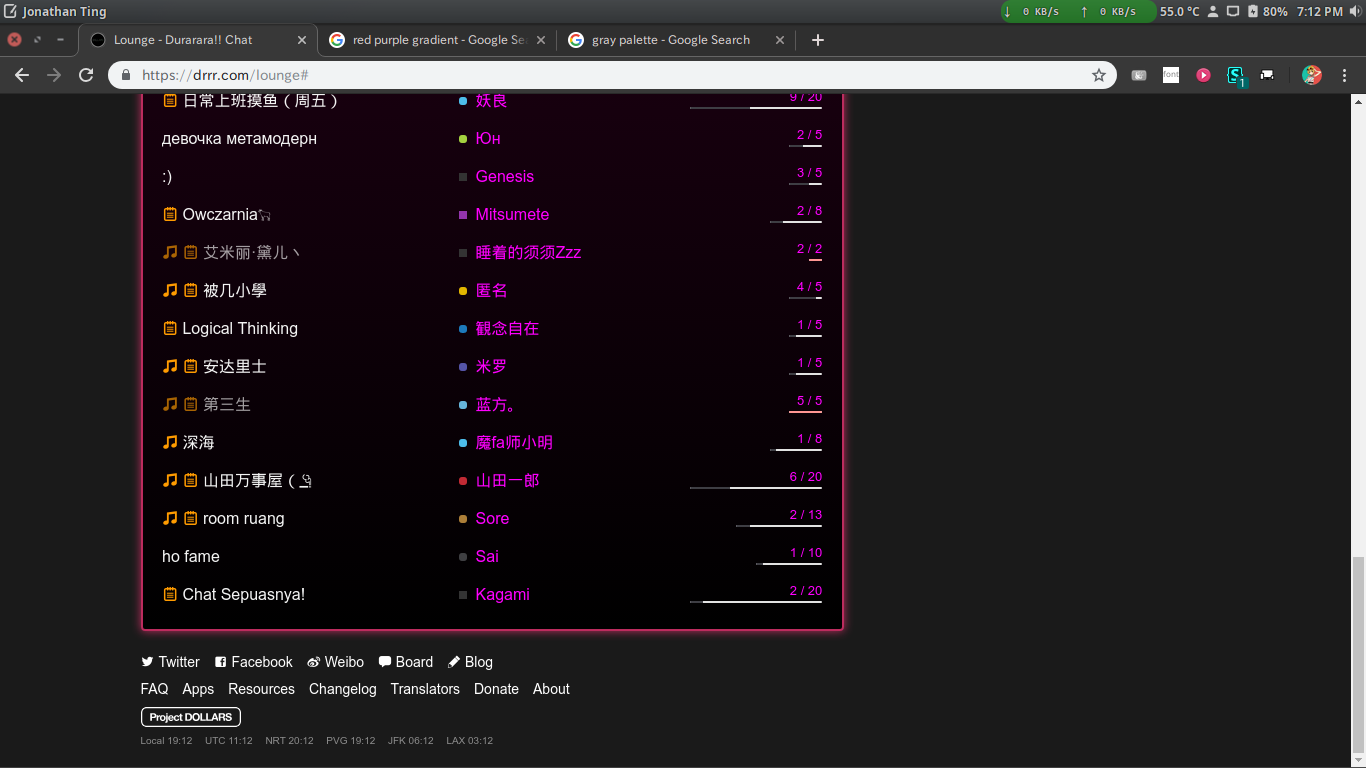 Jonathan Ting 0 KB/s 0 KB/s 55.0 °C 80% 7:12 PM
Lounge - Durarara!! Chat red purple gradient - Google Se gray palette - Google Search
https://drrr.com/lounge# font 1
日常上班摸鱼（周五） 妖良 9 / 20
девочка метамодерн Юн 2 / 5
:) Genesis 3 / 5
Owczarnia🐑 Mitsumete 2 / 8
艾米丽·黛儿丶 睡着的须须Zzz 2 / 2
被几小學 匿名 4 / 5
Logical Thinking 観念自在 1 / 5
安达里士 米罗 1 / 5
第三生 蓝方。 5 / 5
深海 魔fa师小明 1 / 8
山田万事屋（ 山田一郎 6 / 20
room ruang Sore 2 / 13
ho fame Sai 1 / 10
Chat Sepuasnya! Kagami 2 / 20
Twitter Facebook Weibo Board Blog
FAQ Apps Resources Changelog Translators Donate About
Project DOLLARS
Local 19:12 UTC 11:12 NRT 20:12 PVG 19:12 JFK 06:12 LAX 03:12